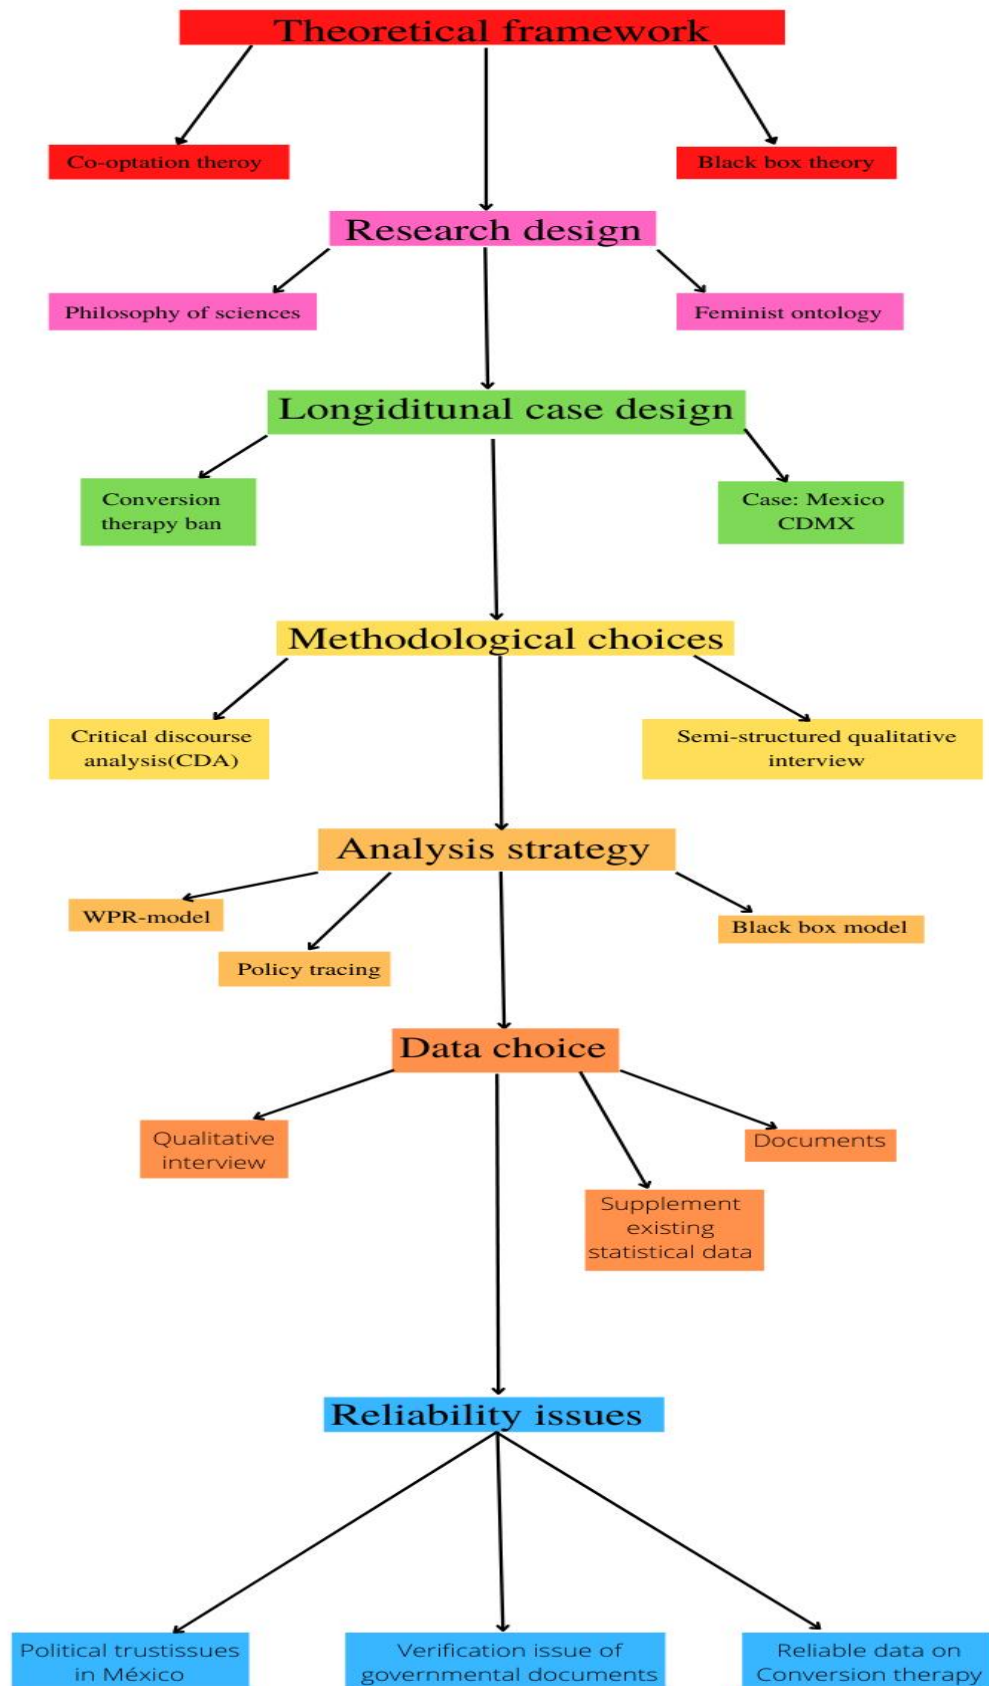 Theoretical framework
Co-optation theroy
Black box theory
Research design
Philosophy of sciences
Feminist ontology
Longiditunal case design
Conversion
therapy ban
Case: Mexico
CDMX
Methodological choices
Critical discourse
analysis(CDA)
Semi-structured qualitative
interview
Analysis strategy
WPR-model
Policy tracing
Black box model
Data choice
Qualitative
interview
Supplement
existing
statistical data
Documents
Reliability issues
Political trustissues
in México
Verification issue of
governmental documents
Reliable data on
Conversion therapy